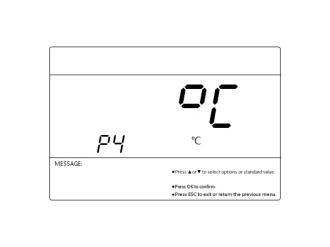 °C
P4
°C
MESSAGE:
● Press ▲ or ▼ to select options or standard value.
● Press OK to confirm.
● Press ESC to exit or return the previous menu.